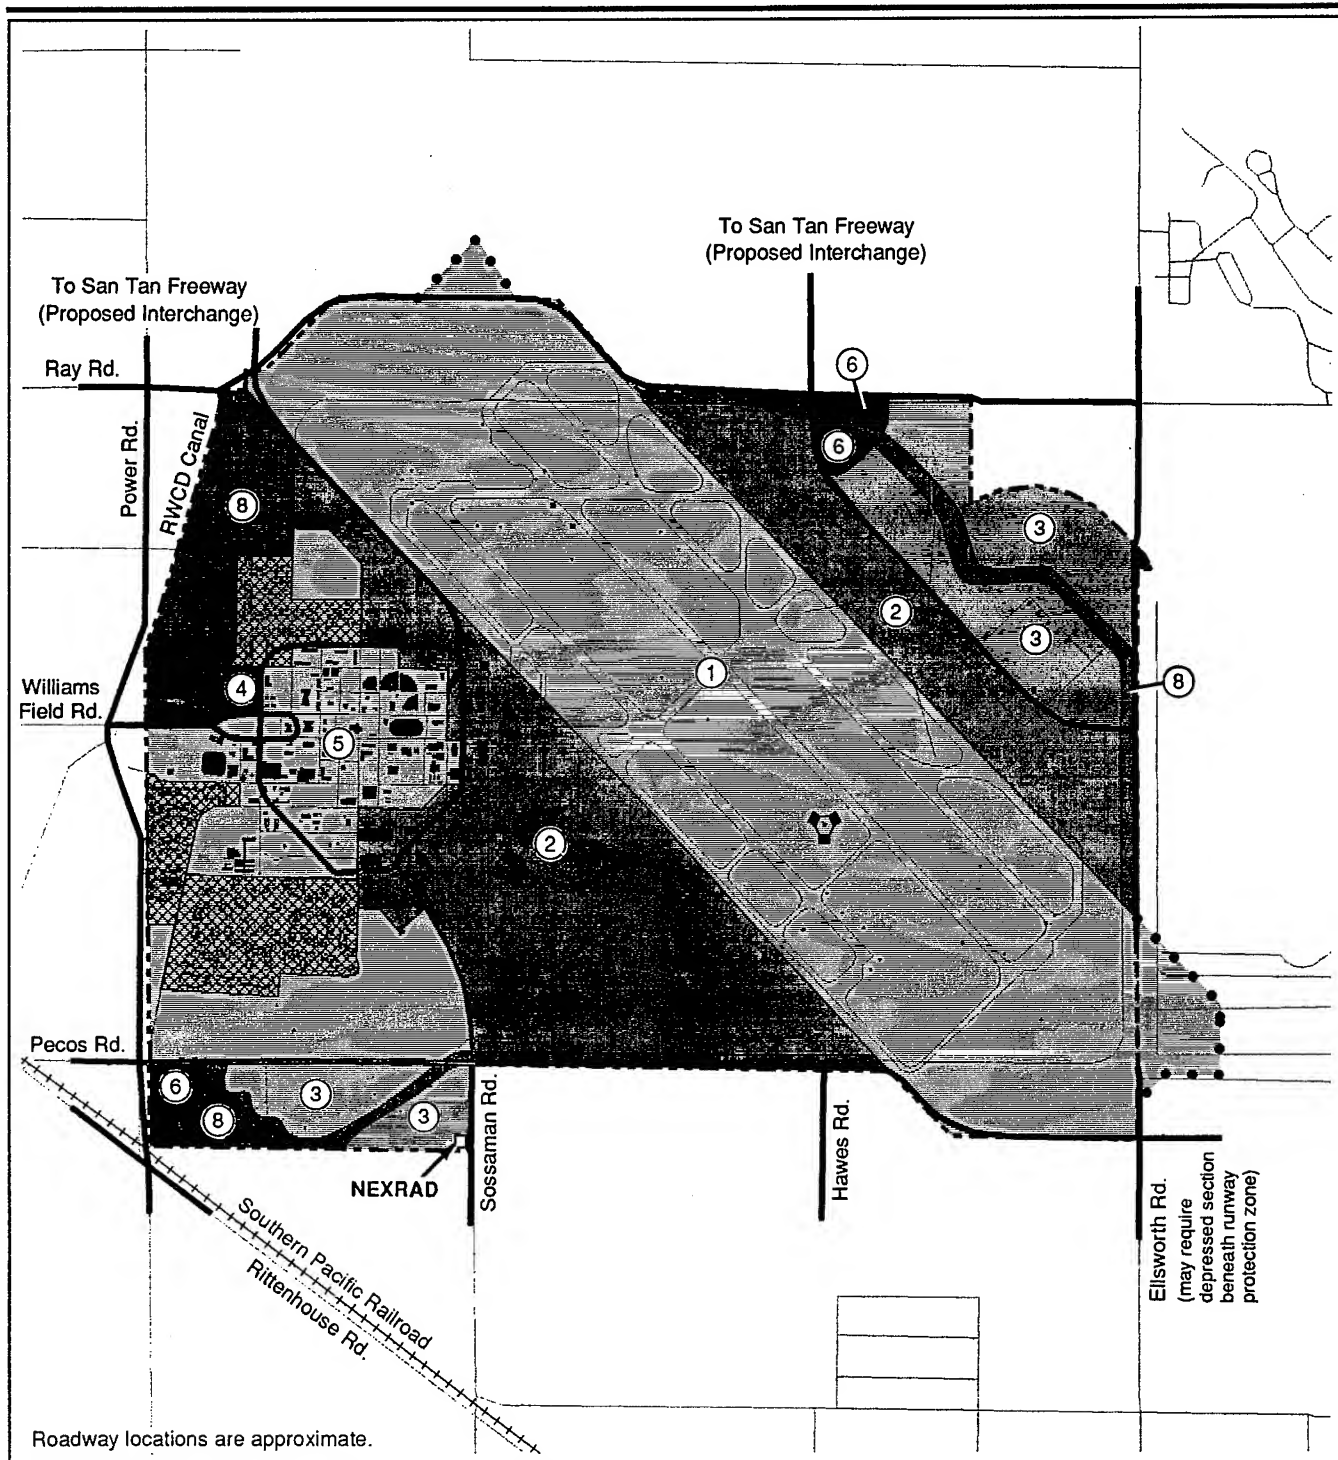 To San Tan Freeway
(Proposed Interchange)
To San Tan Freeway
(Proposed Interchange)
Ray Rd.
6
6
Power Rd.
RWCD Canal
8
3
2
3
1
4
8
Williams
Field Rd.
5
2
Pecos Rd.
6
3
8
3
NEXRAD
Sossaman Rd.
Hawes Rd.
Ellsworth Rd.
(may require
depressed section
beneath runway
protection zone)
Southern Pacific Railroad
Rittenhouse Rd.
Roadway locations are approximate.